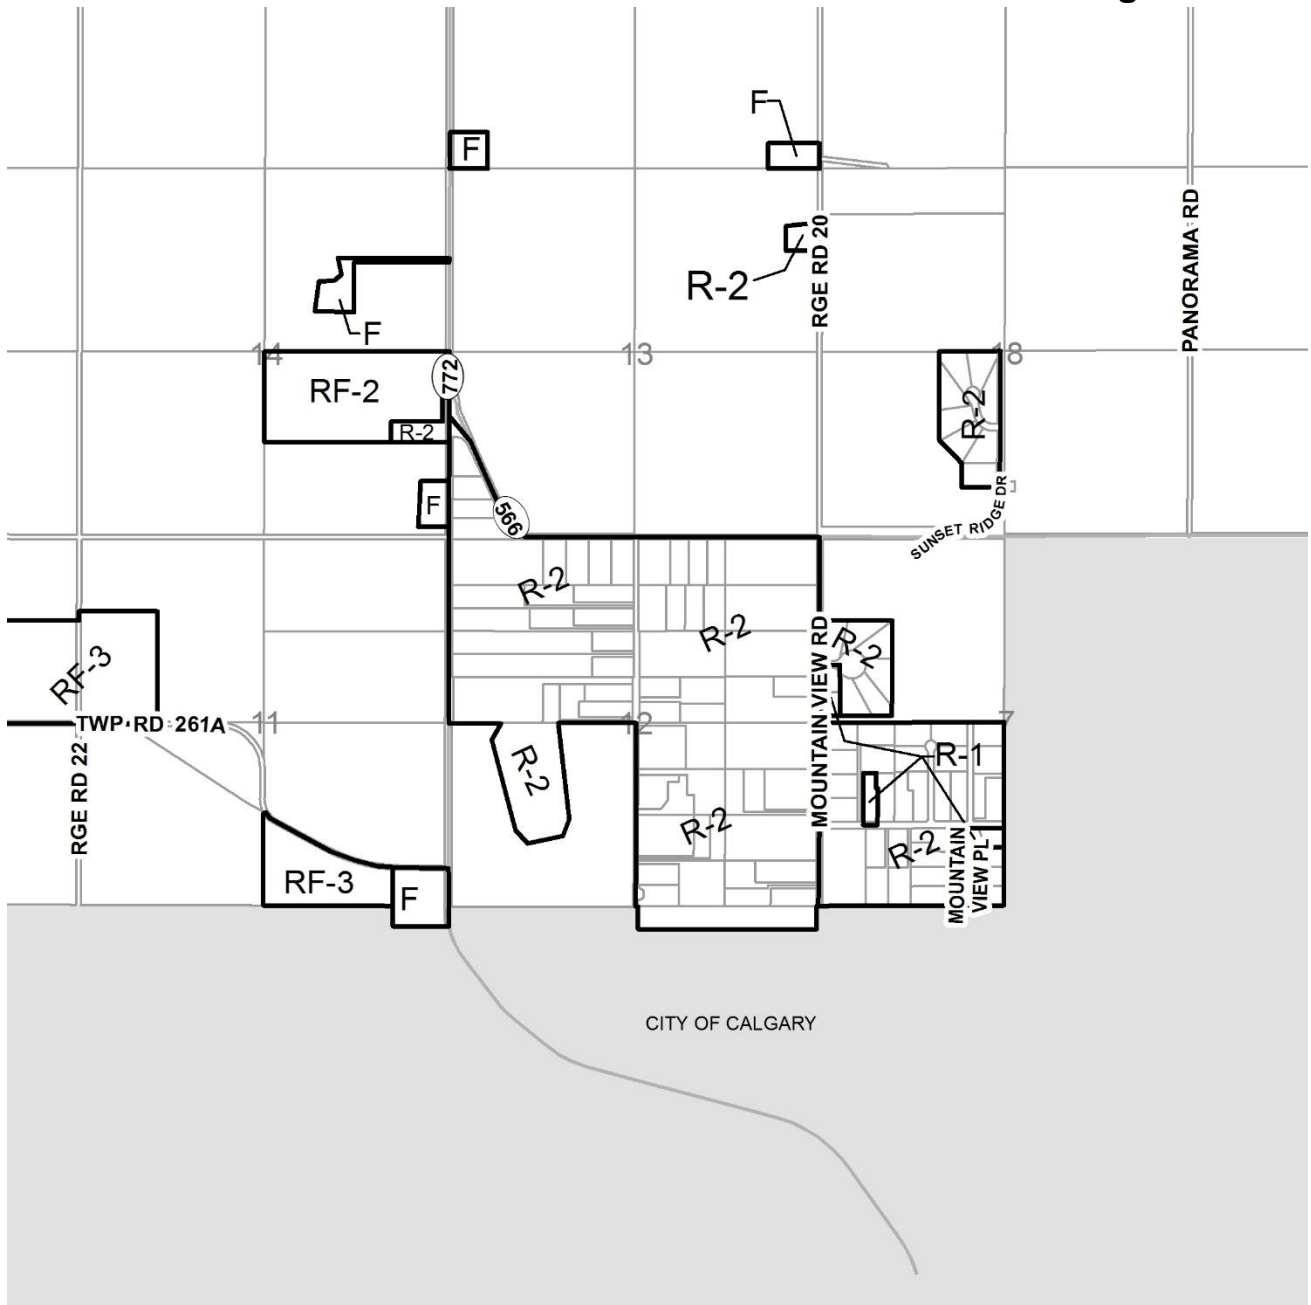 F
F
R-2
RGE RD 20
PANORAMA RD
F
14
13
18
772
RF-2
R-2
R-2
F
566
SUNSET RIDGE DR
R-2
R-2
MOUNTAIN VIEW RD
R-2
RF-3
TWP RD 261A
11
12
7
RGE RD 22
R-2
R-1
R-2
R-2
MOUNTAIN
VIEW PL
RF-3
F
CITY OF CALGARY